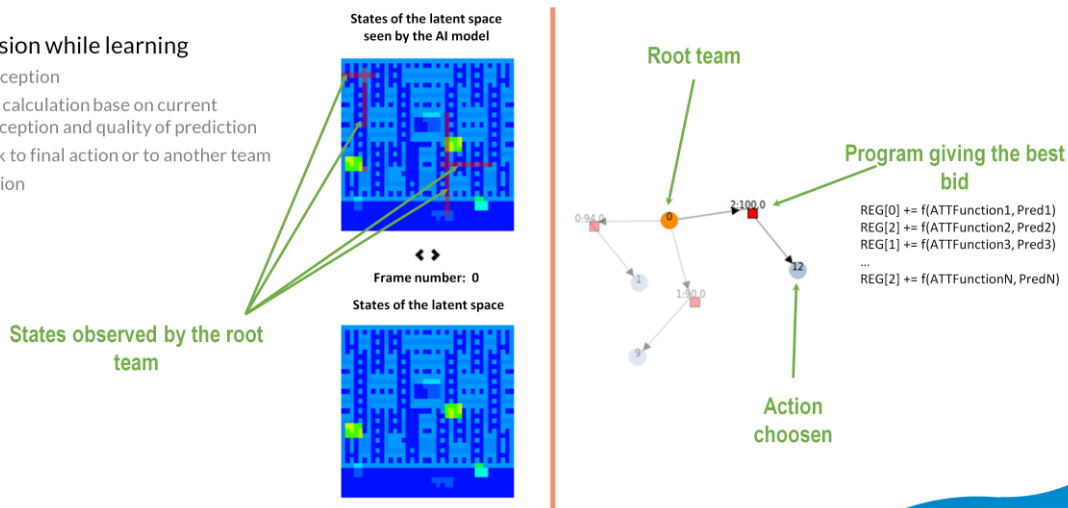 sion while learning
ception
calculation base on current
ception and quality of prediction
k to final action or to another team
ion
States of the latent space
seen by the AI model
Frame number: 0
States of the latent space
States observed by the root
team
Root team
Program giving the best
bid
REG[0] += f(ATTFunction1, Pred1)
REG[2] += f(ATTFunction2, Pred2)
REG[1] += f(ATTFunction3, Pred3)
...
REG[2] += f(ATTFunctionN, PredN)
0:94.0
0
2:100.0
12
1
1:90.0
9
Action
choosen